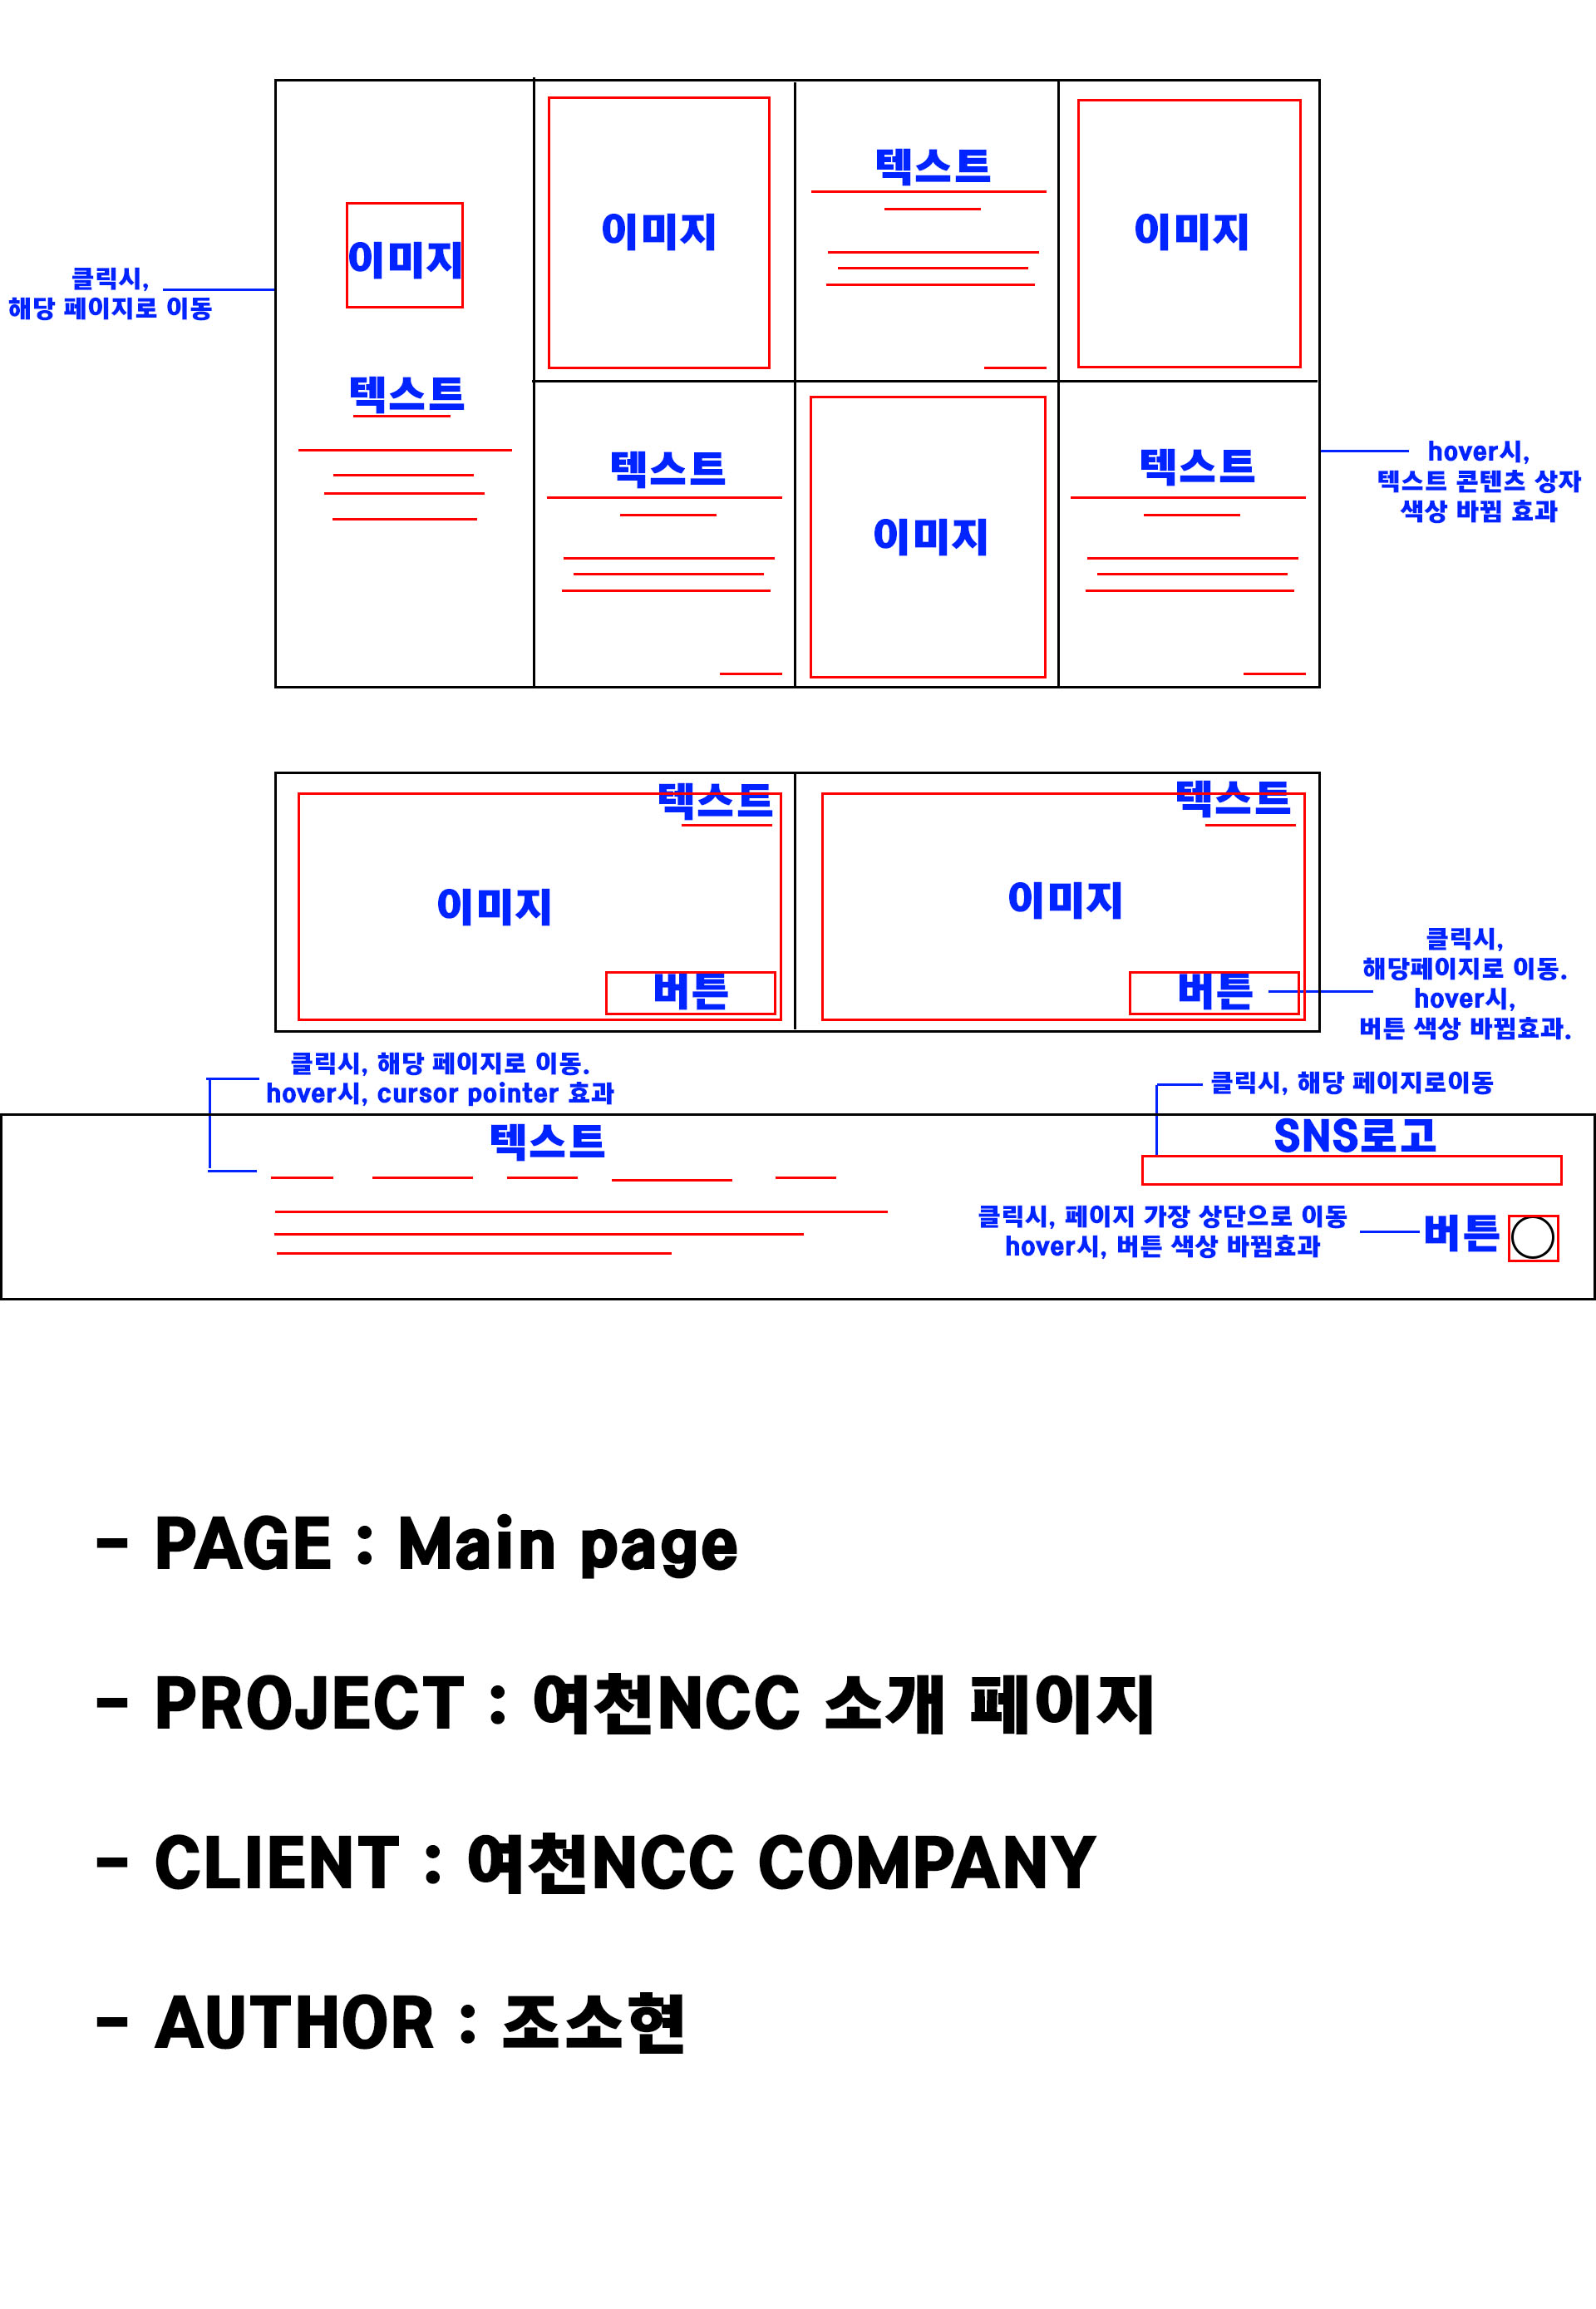 이미지
텍스트
이미지
이미지
클릭시,
해당 페이지로 이동
텍스트
텍스트
텍스트
hover시,
텍스트 콘텐츠 상자
색상 바뀜 효과
이미지
텍스트
텍스트
이미지
이미지
버튼
버튼
클릭시,
해당페이지로 이동.
hover시,
버튼 색상 바뀜효과.
클릭시, 해당 페이지로 이동.
hover시, cursor pointer 효과
클릭시, 해당 페이지로이동
텍스트
SNS로고
클릭시, 페이지 가장 상단으로 이동
hover시, 버튼 색상 바뀜효과
버튼
- PAGE : Main page
- PROJECT : 여천NCC 소개 페이지
- CLIENT : 여천NCC COMPANY
- AUTHOR : 조소현